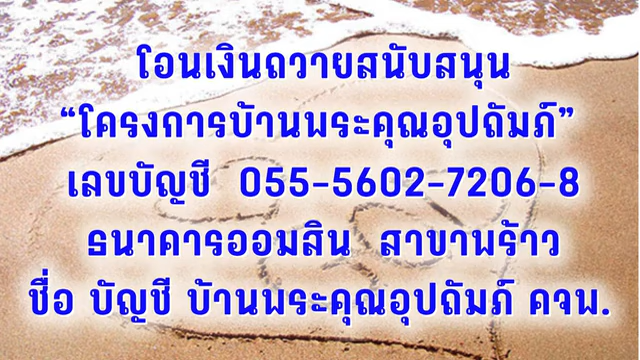 โอนเงินถวายสนับสนุน
“โครงการบ้านพระคุณอุปถัมภ์”
เลขบัญชี 055-5602-7206-8
ธนาคารออมสิน สาขาพร้าว
ชื่อ บัญชี บ้านพระคุณอุปถัมภ์ คจพ.